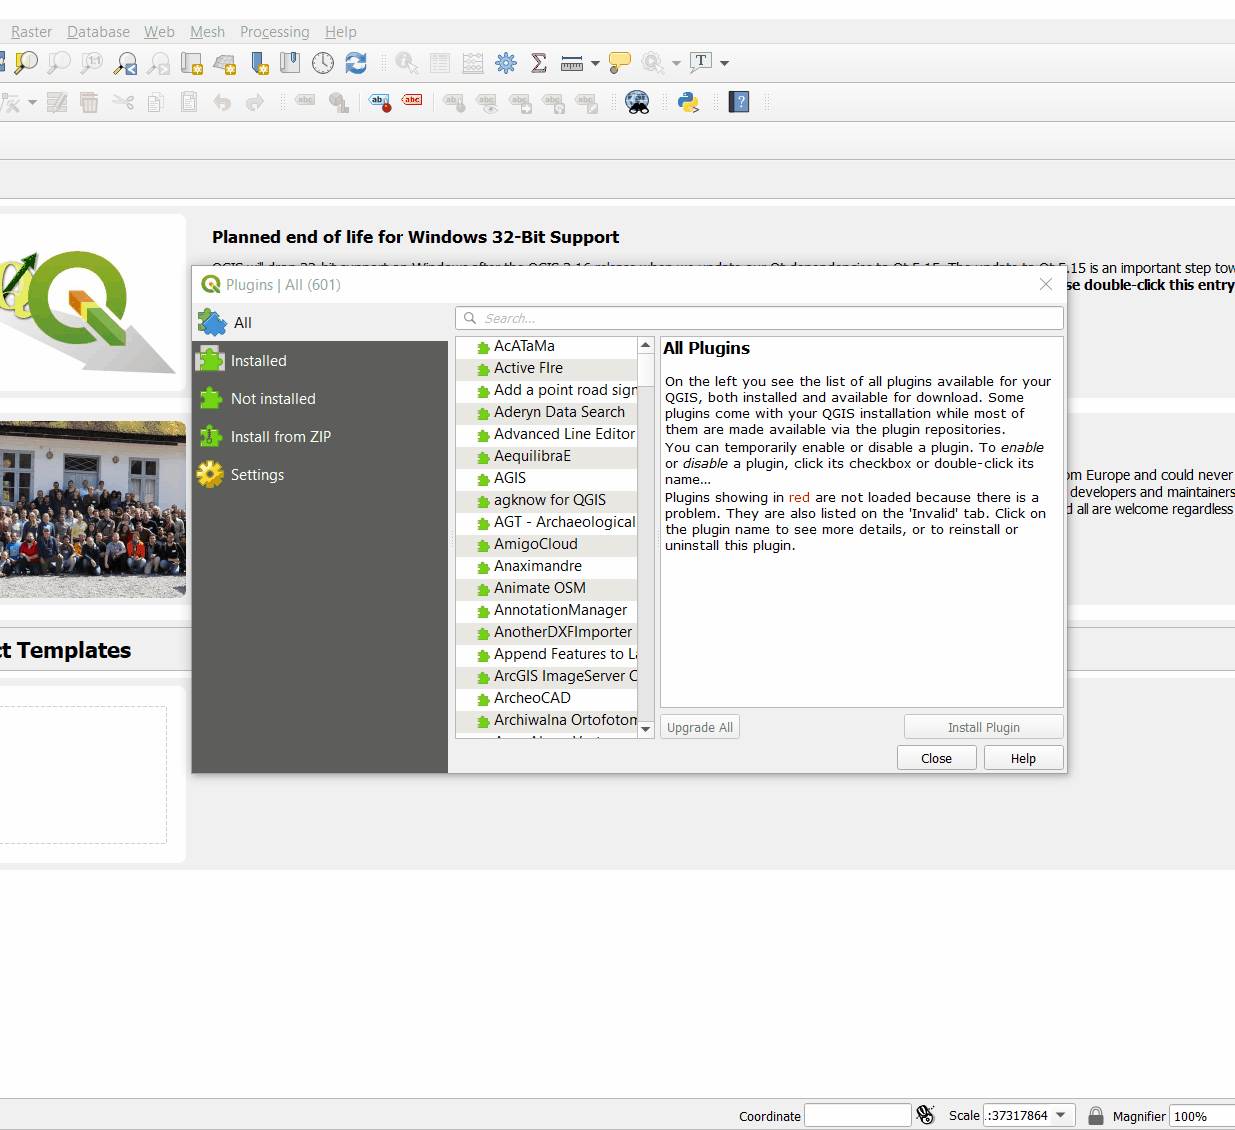 Raster Database Web Mesh Processing Help
Planned end of life for Windows 32-Bit Support
5.15 is an important step tow
se double-click this entry
Plugins | All (601)
All
Installed
Not installed
Install from ZIP
Settings
Search...
AcATaMa
Active FIre
Add a point road sign
Aderyn Data Search
Advanced Line Editor
AequilibraE
AGIS
agknow for QGIS
AGT - Archaeological
AmigoCloud
Anaximandre
Animate OSM
AnnotationManager
AnotherDXFImporter
Append Features to La
ArcGIS ImageServer C
ArcheoCAD
Archiwalna Ortofotom
All Plugins
On the left you see the list of all plugins available for your
QGIS, both installed and available for download. Some
plugins come with your QGIS installation while most of
them are made available via the plugin repositories.
You can temporarily enable or disable a plugin. To enable
or disable a plugin, click its checkbox or double-click its
name...
Plugins showing in red are not loaded because there is a
problem. They are also listed on the 'Invalid' tab. Click on
the plugin name to see more details, or to reinstall or
uninstall this plugin.
Upgrade All
Install Plugin
Close
Help
om Europe and could never
developers and maintainers
d all are welcome regardless
ct Templates
Coordinate
Scale
.:37317864
Magnifier
100%